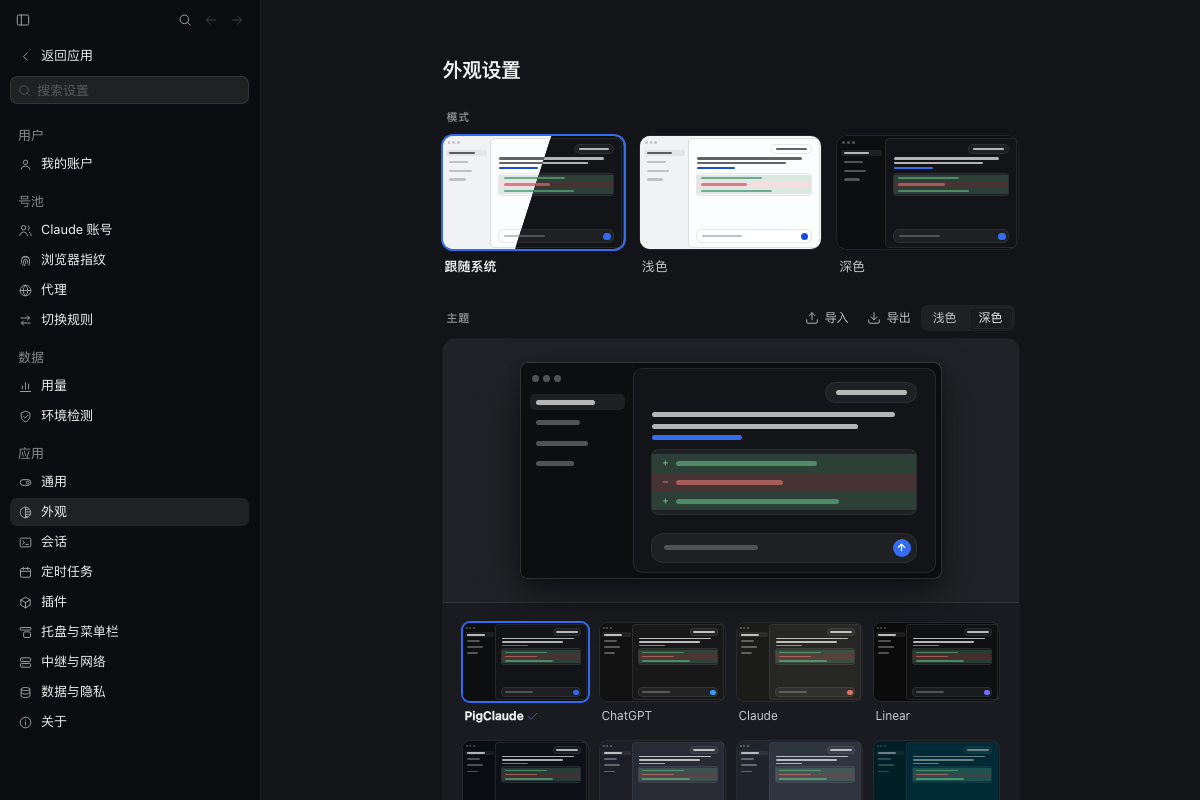 返回应用
搜索设置
用户
我的账户
号池
Claude 账号
浏览器指纹
代理
切换规则
数据
用量
环境检测
应用
通用
外观
会话
定时任务
插件
托盘与菜单栏
中继与网络
数据与隐私
关于
外观设置
模式
跟随系统
浅色
深色
主题
导入
导出
浅色
深色
PigClaude
ChatGPT
Claude
Linear